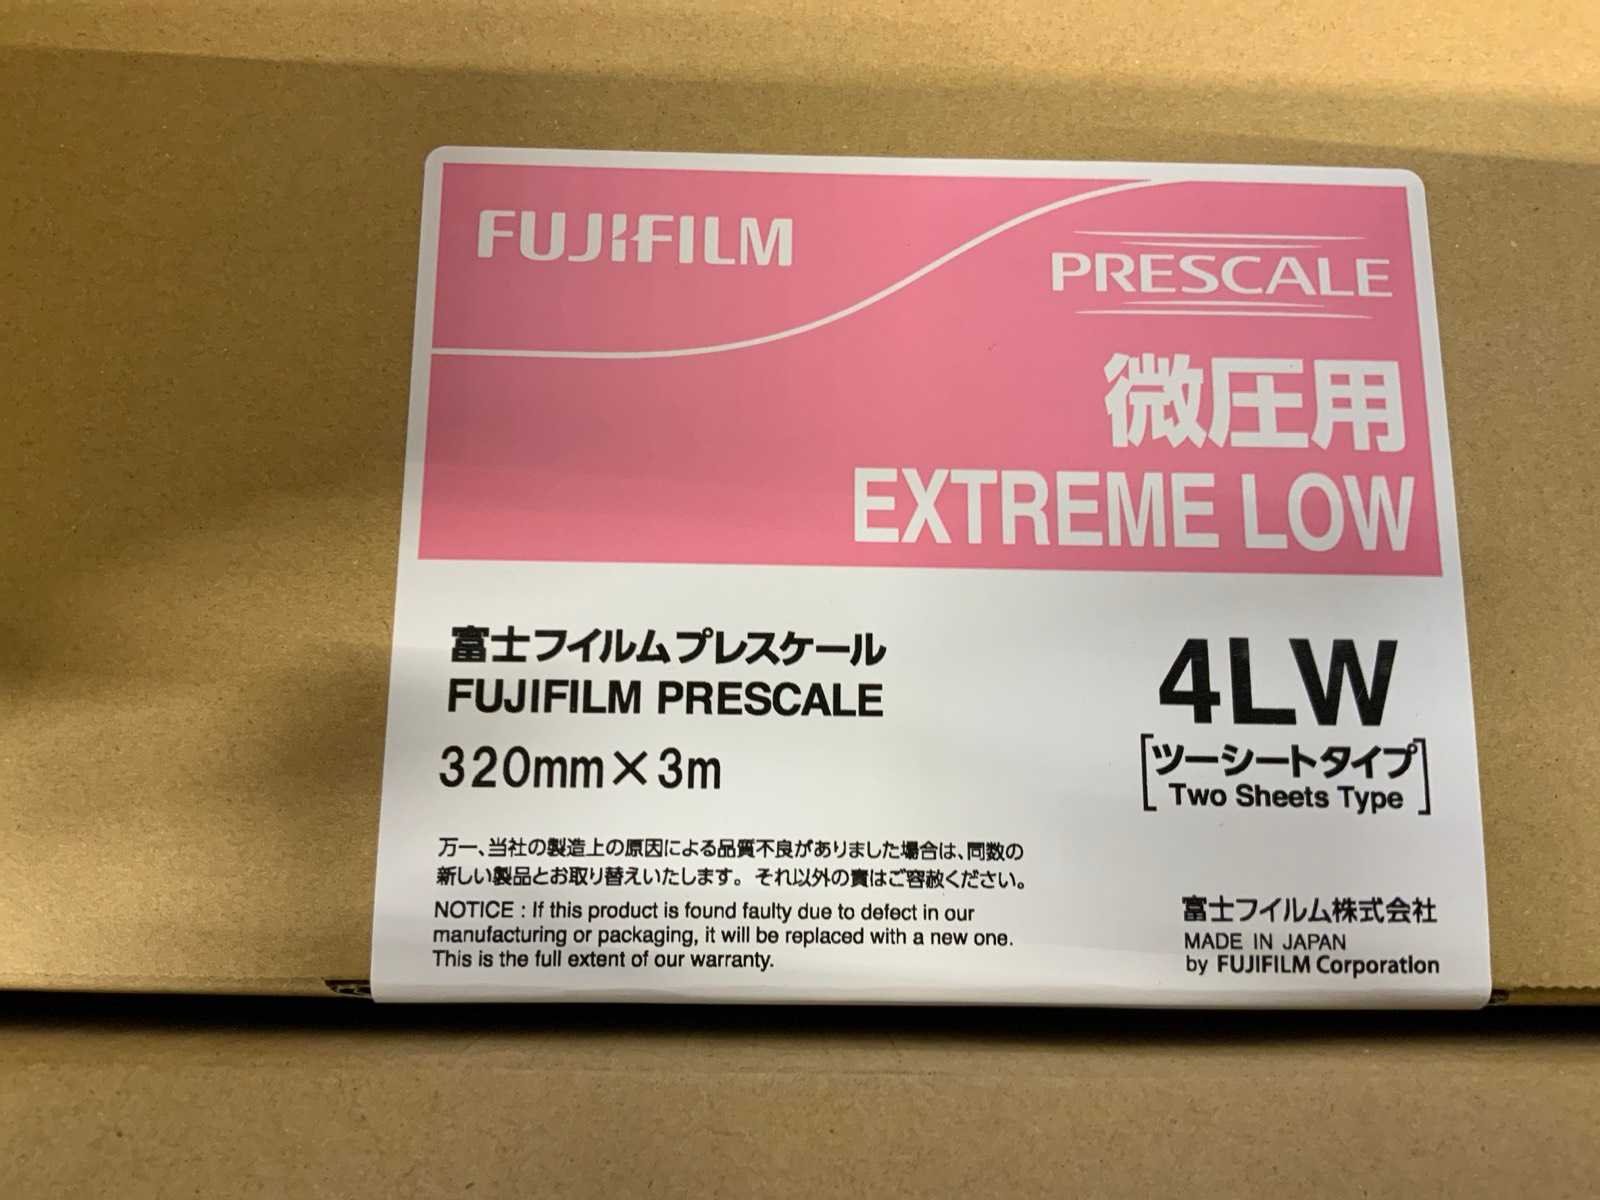 FUJIFILM
PRESCALE
微圧用
EXTREME LOW
富士フイルムプレスケール
FUJIFILM PRESCALE
320mm×3m
4LW
[ツーシートタイプ
Two Sheets Type]
万一、当社の製造上の原因による品質不良がありました場合は、同数の
新しい製品とお取り替えいたします。それ以外の責はご容赦ください。
NOTICE : If this product is found faulty due to defect in our
manufacturing or packaging, it will be replaced with a new one.
This is the full extent of our warranty.
富士フイルム株式会社
MADE IN JAPAN
by FUJIFILM Corporation